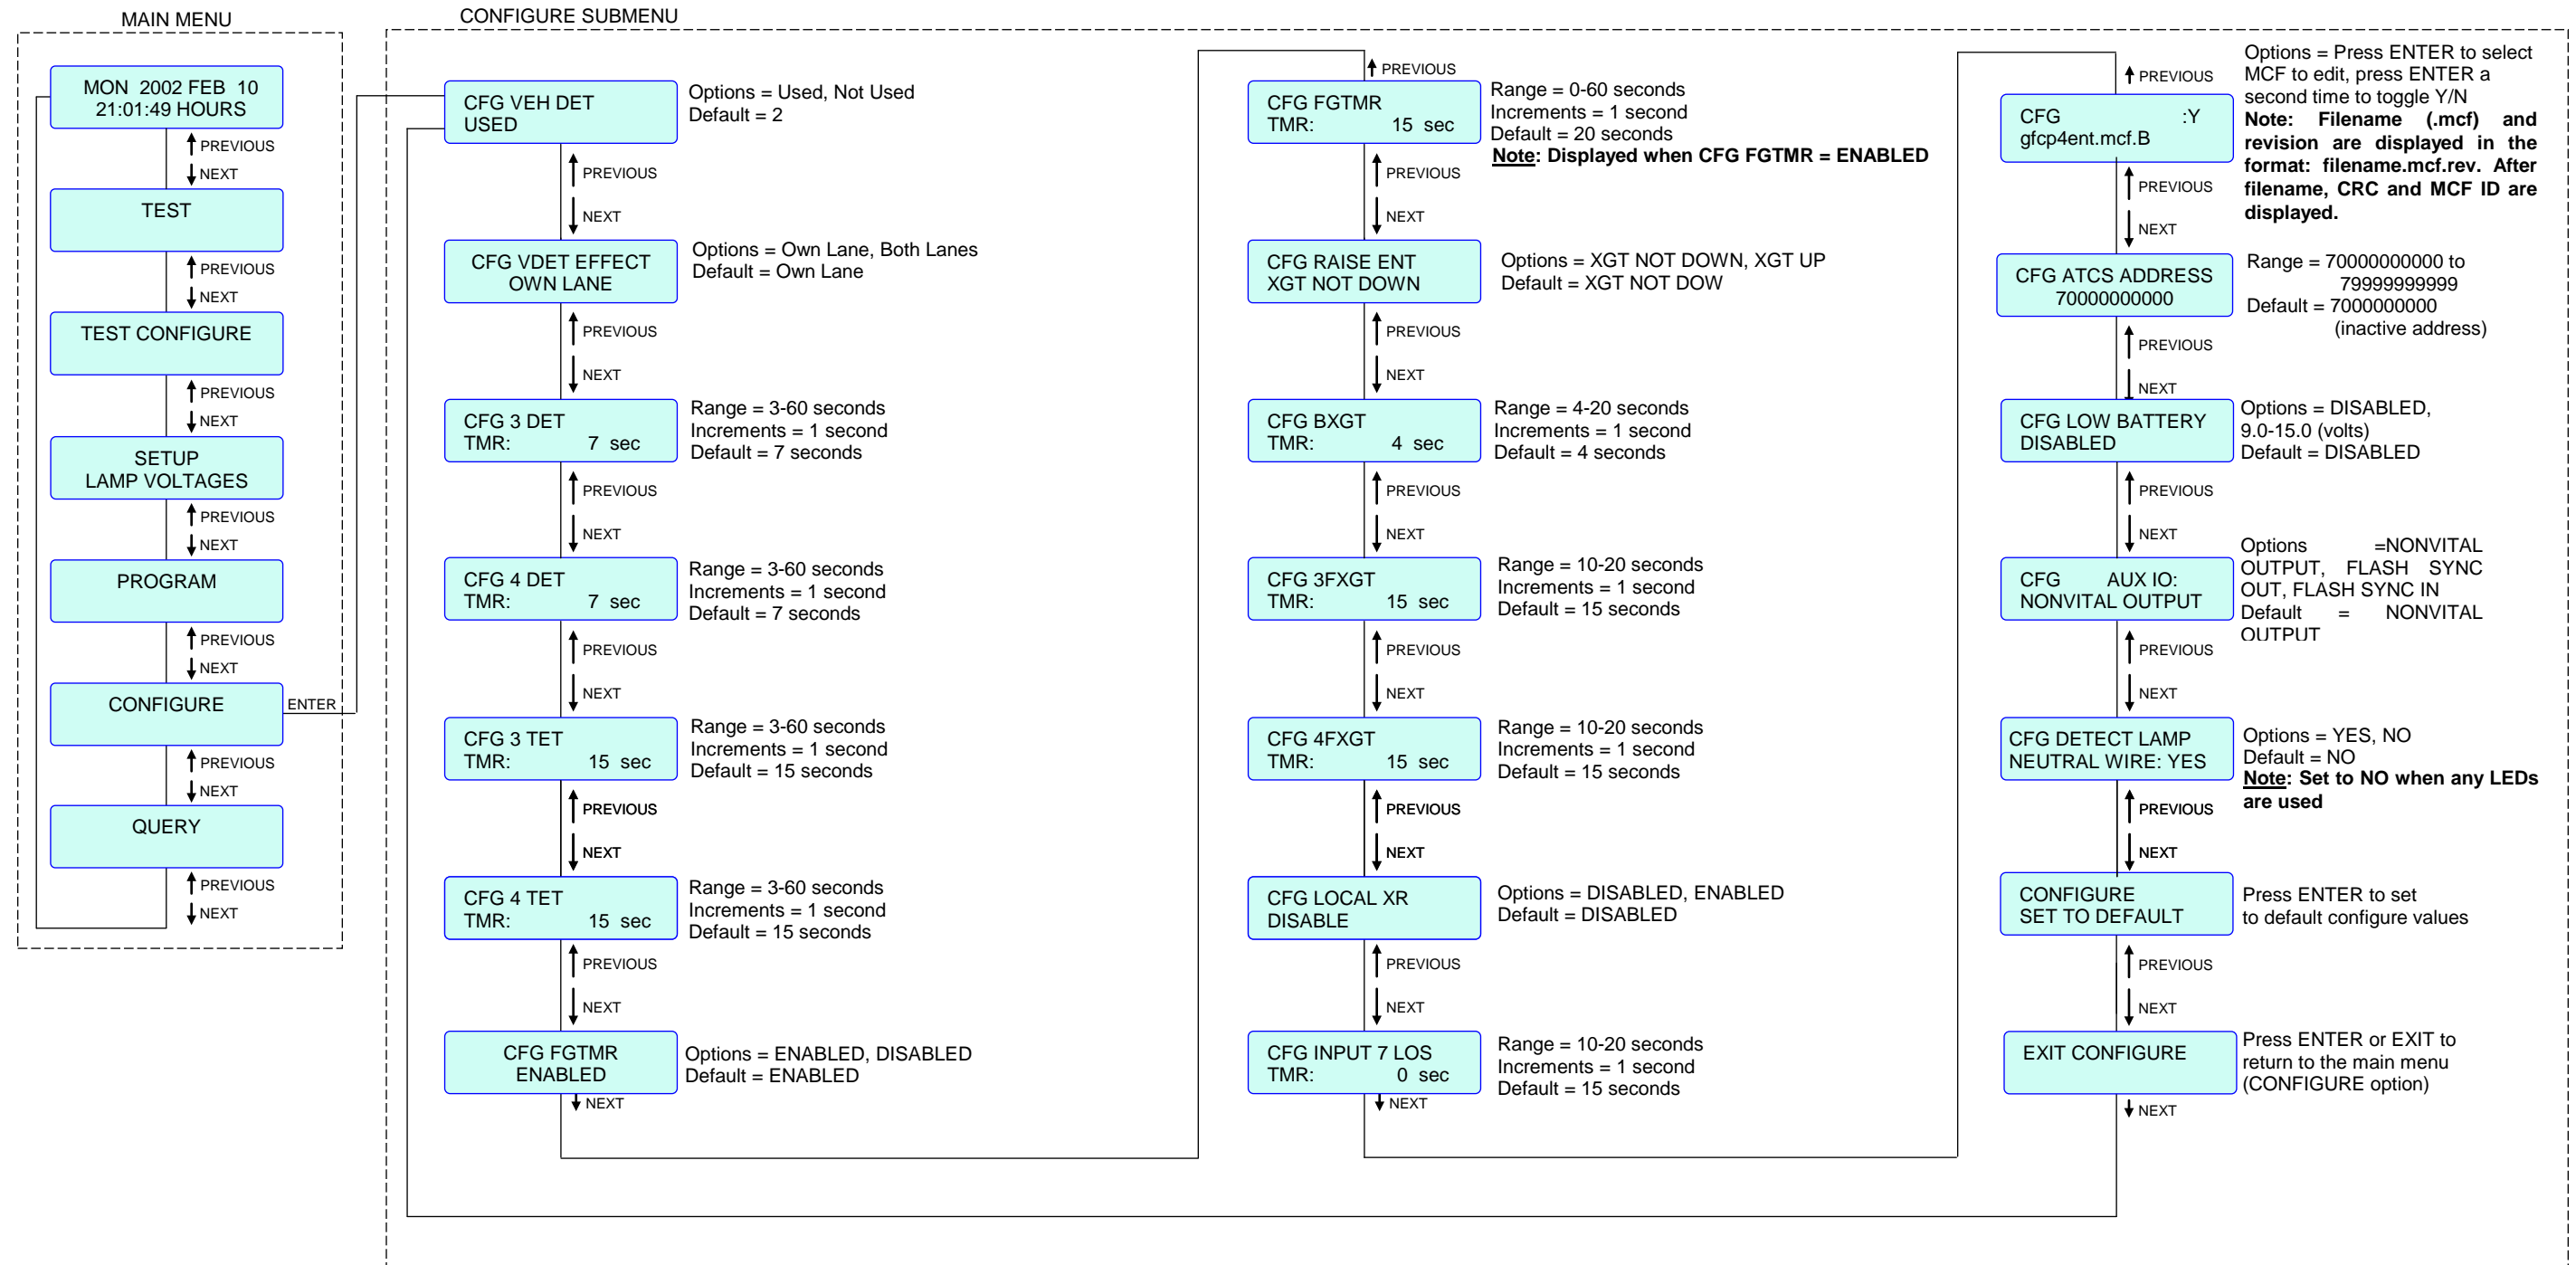 MAIN MENU
MON 2002 FEB 10
21:01:49 HOURS
PREVIOUS
NEXT
TEST
PREVIOUS
NEXT
TEST CONFIGURE
PREVIOUS
NEXT
SETUP
LAMP VOLTAGES
PREVIOUS
NEXT
PROGRAM
PREVIOUS
NEXT
CONFIGURE
ENTER
PREVIOUS
NEXT
QUERY
PREVIOUS
NEXT
CONFIGURE SUBMENU
CFG VEH DET
USED
Options = Used, Not Used
Default = 2
PREVIOUS
NEXT
CFG VDET EFFECT
OWN LANE
Options = Own Lane, Both Lanes
Default = Own Lane
PREVIOUS
NEXT
CFG 3 DET
TMR: 7 sec
Range = 3-60 seconds
Increments = 1 second
Default = 7 seconds
PREVIOUS
NEXT
CFG 4 DET
TMR: 7 sec
Range = 3-60 seconds
Increments = 1 second
Default = 7 seconds
PREVIOUS
NEXT
CFG 3 TET
TMR: 15 sec
Range = 3-60 seconds
Increments = 1 second
Default = 15 seconds
PREVIOUS
NEXT
CFG 4 TET
TMR: 15 sec
Range = 3-60 seconds
Increments = 1 second
Default = 15 seconds
PREVIOUS
NEXT
CFG FGTMR
ENABLED
Options = ENABLED, DISABLED
Default = ENABLED
NEXT
PREVIOUS
CFG FGTMR
TMR: 15 sec
Range = 0-60 seconds
Increments = 1 second
Default = 20 seconds
Note: Displayed when CFG FGTMR = ENABLED
PREVIOUS
NEXT
CFG RAISE ENT
XGT NOT DOWN
Options = XGT NOT DOWN, XGT UP
Default = XGT NOT DOW
PREVIOUS
NEXT
CFG BXGT
TMR: 4 sec
Range = 4-20 seconds
Increments = 1 second
Default = 4 seconds
PREVIOUS
NEXT
CFG 3FXGT
TMR: 15 sec
Range = 10-20 seconds
Increments = 1 second
Default = 15 seconds
PREVIOUS
NEXT
CFG 4FXGT
TMR: 15 sec
Range = 10-20 seconds
Increments = 1 second
Default = 15 seconds
PREVIOUS
NEXT
CFG LOCAL XR
DISABLE
Options = DISABLED, ENABLED
Default = DISABLED
PREVIOUS
NEXT
CFG INPUT 7 LOS
TMR: 0 sec
Range = 10-20 seconds
Increments = 1 second
Default = 15 seconds
NEXT
PREVIOUS
CFG :Y
gfcp4ent.mcf.B
Options = Press ENTER to select
MCF to edit, press ENTER a
second time to toggle Y/N
Note: Filename (.mcf) and
revision are displayed in the
format: filename.mcf.rev. After
filename, CRC and MCF ID are
displayed.
PREVIOUS
NEXT
CFG ATCS ADDRESS
70000000000
Range = 70000000000 to
79999999999
Default = 7000000000
(inactive address)
PREVIOUS
NEXT
CFG LOW BATTERY
DISABLED
Options = DISABLED,
9.0-15.0 (volts)
Default = DISABLED
PREVIOUS
NEXT
CFG AUX IO:
NONVITAL OUTPUT
Options =NONVITAL
OUTPUT, FLASH SYNC
OUT, FLASH SYNC IN
Default = NONVITAL
OUTPUT
PREVIOUS
NEXT
CFG DETECT LAMP
NEUTRAL WIRE: YES
Options = YES, NO
Default = NO
Note: Set to NO when any LEDs
are used
PREVIOUS
NEXT
CONFIGURE
SET TO DEFAULT
Press ENTER to set
to default configure values
PREVIOUS
NEXT
EXIT CONFIGURE
Press ENTER or EXIT to
return to the main menu
(CONFIGURE option)
NEXT